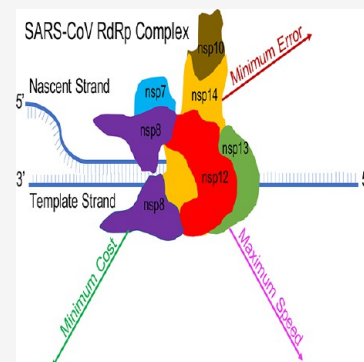 SARS-CoV RdRp Complex
nsp10
Minimum Error
Nascent Strand
nsp7
nsp14
5'
nsp8
nsp13
3'
nsp12
5
Template Strand
nsp8
Minimum Cost
Maximum Speed